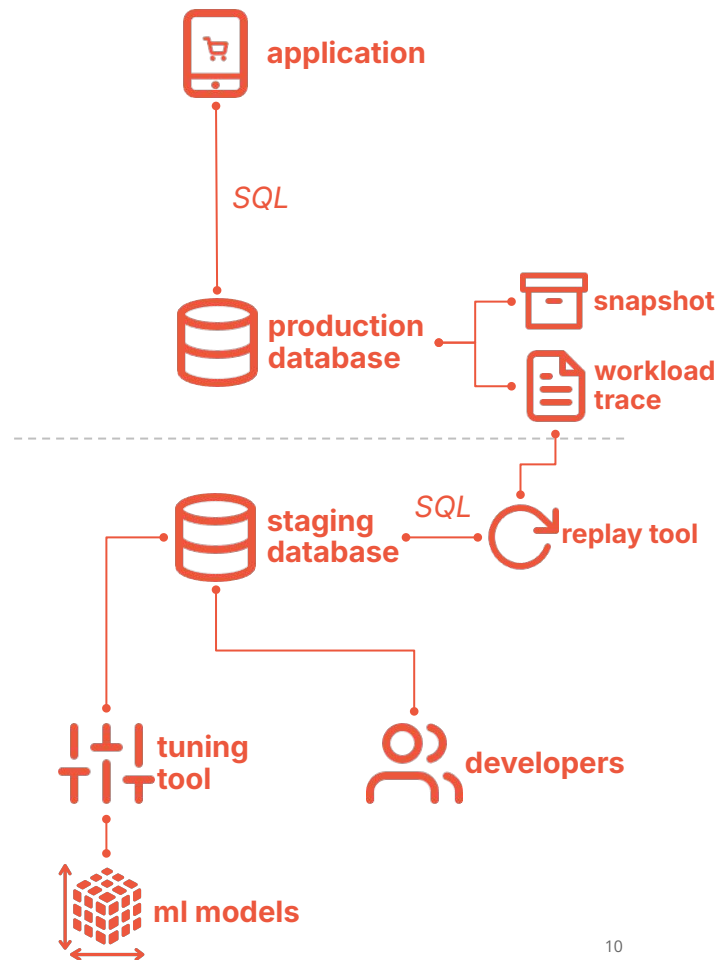 application
SQL
production
database
snapshot
workload
trace
SQL
staging
database
replay tool
tuning
tool
developers
ml models
10